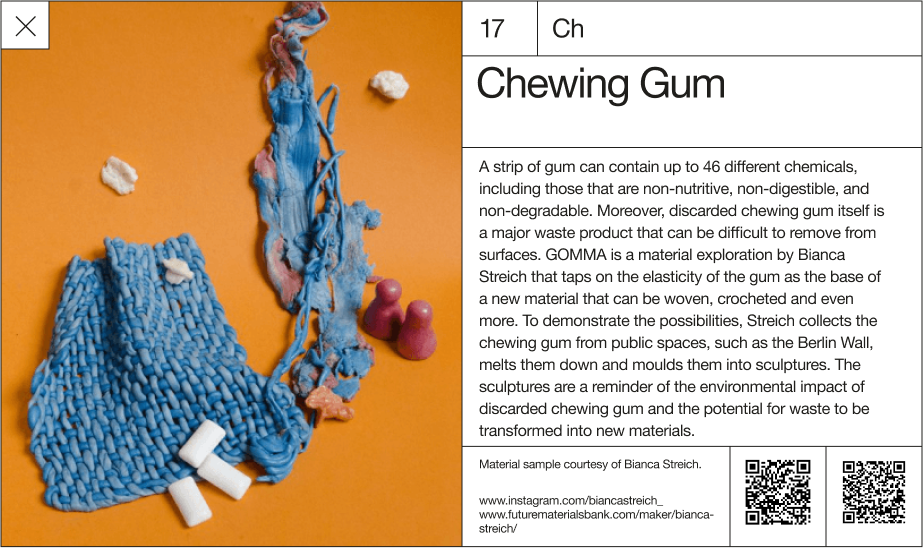 17
Ch
Chewing Gum
A strip of gum can contain up to 46 different chemicals,
including those that are non-nutritive, non-digestible, and
non-degradable. Moreover, discarded chewing gum itself is
a major waste product that can be difficult to remove from
surfaces. GOMMA is a material exploration by Bianca
Streich that taps on the elasticity of the gum as the base of
a new material that can be woven, crocheted and even
more. To demonstrate the possibilities, Streich collects the
chewing gum from public spaces, such as the Berlin Wall,
melts them down and moulds them into sculptures. The
sculptures are a reminder of the environmental impact of
discarded chewing gum and the potential for waste to be
transformed into new materials.
Material sample courtesy of Bianca Streich.
www.instagram.com/biancastreich_
www.futurematerialsbank.com/maker/bianca-
streich/